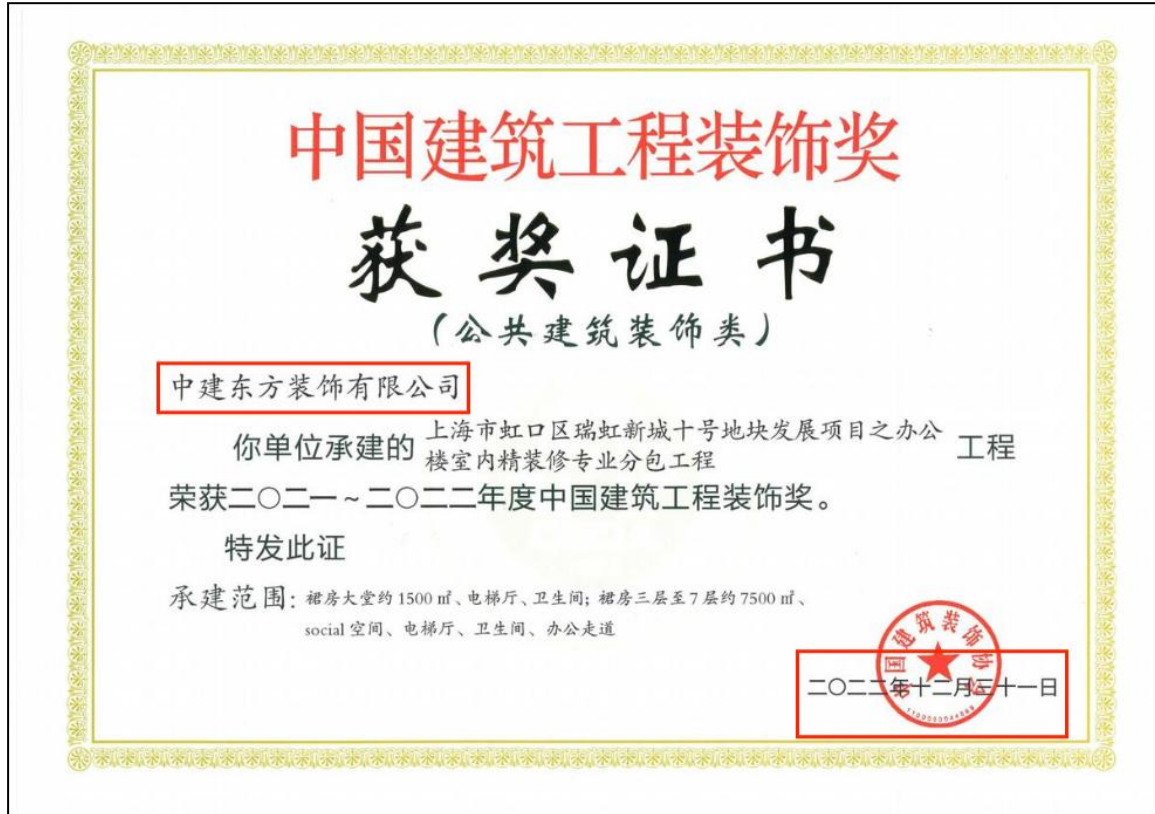 中国建筑工程装饰奖
获奖证书
（公共建筑装饰类）
中建东方装饰有限公司
你单位承建的 上海市虹口区瑞虹新城十号地块发展项目之办公 工程
楼室内精装修专业分包工程
荣获二〇二一~二〇二二年度中国建筑工程装饰奖。
特发此证
承建范围：裙房大堂约1500㎡、电梯厅、卫生间；裙房三层至7层约7500㎡、
social空间、电梯厅、卫生间、办公走道
中国建筑装饰协会
二〇二二年十二月三十一日